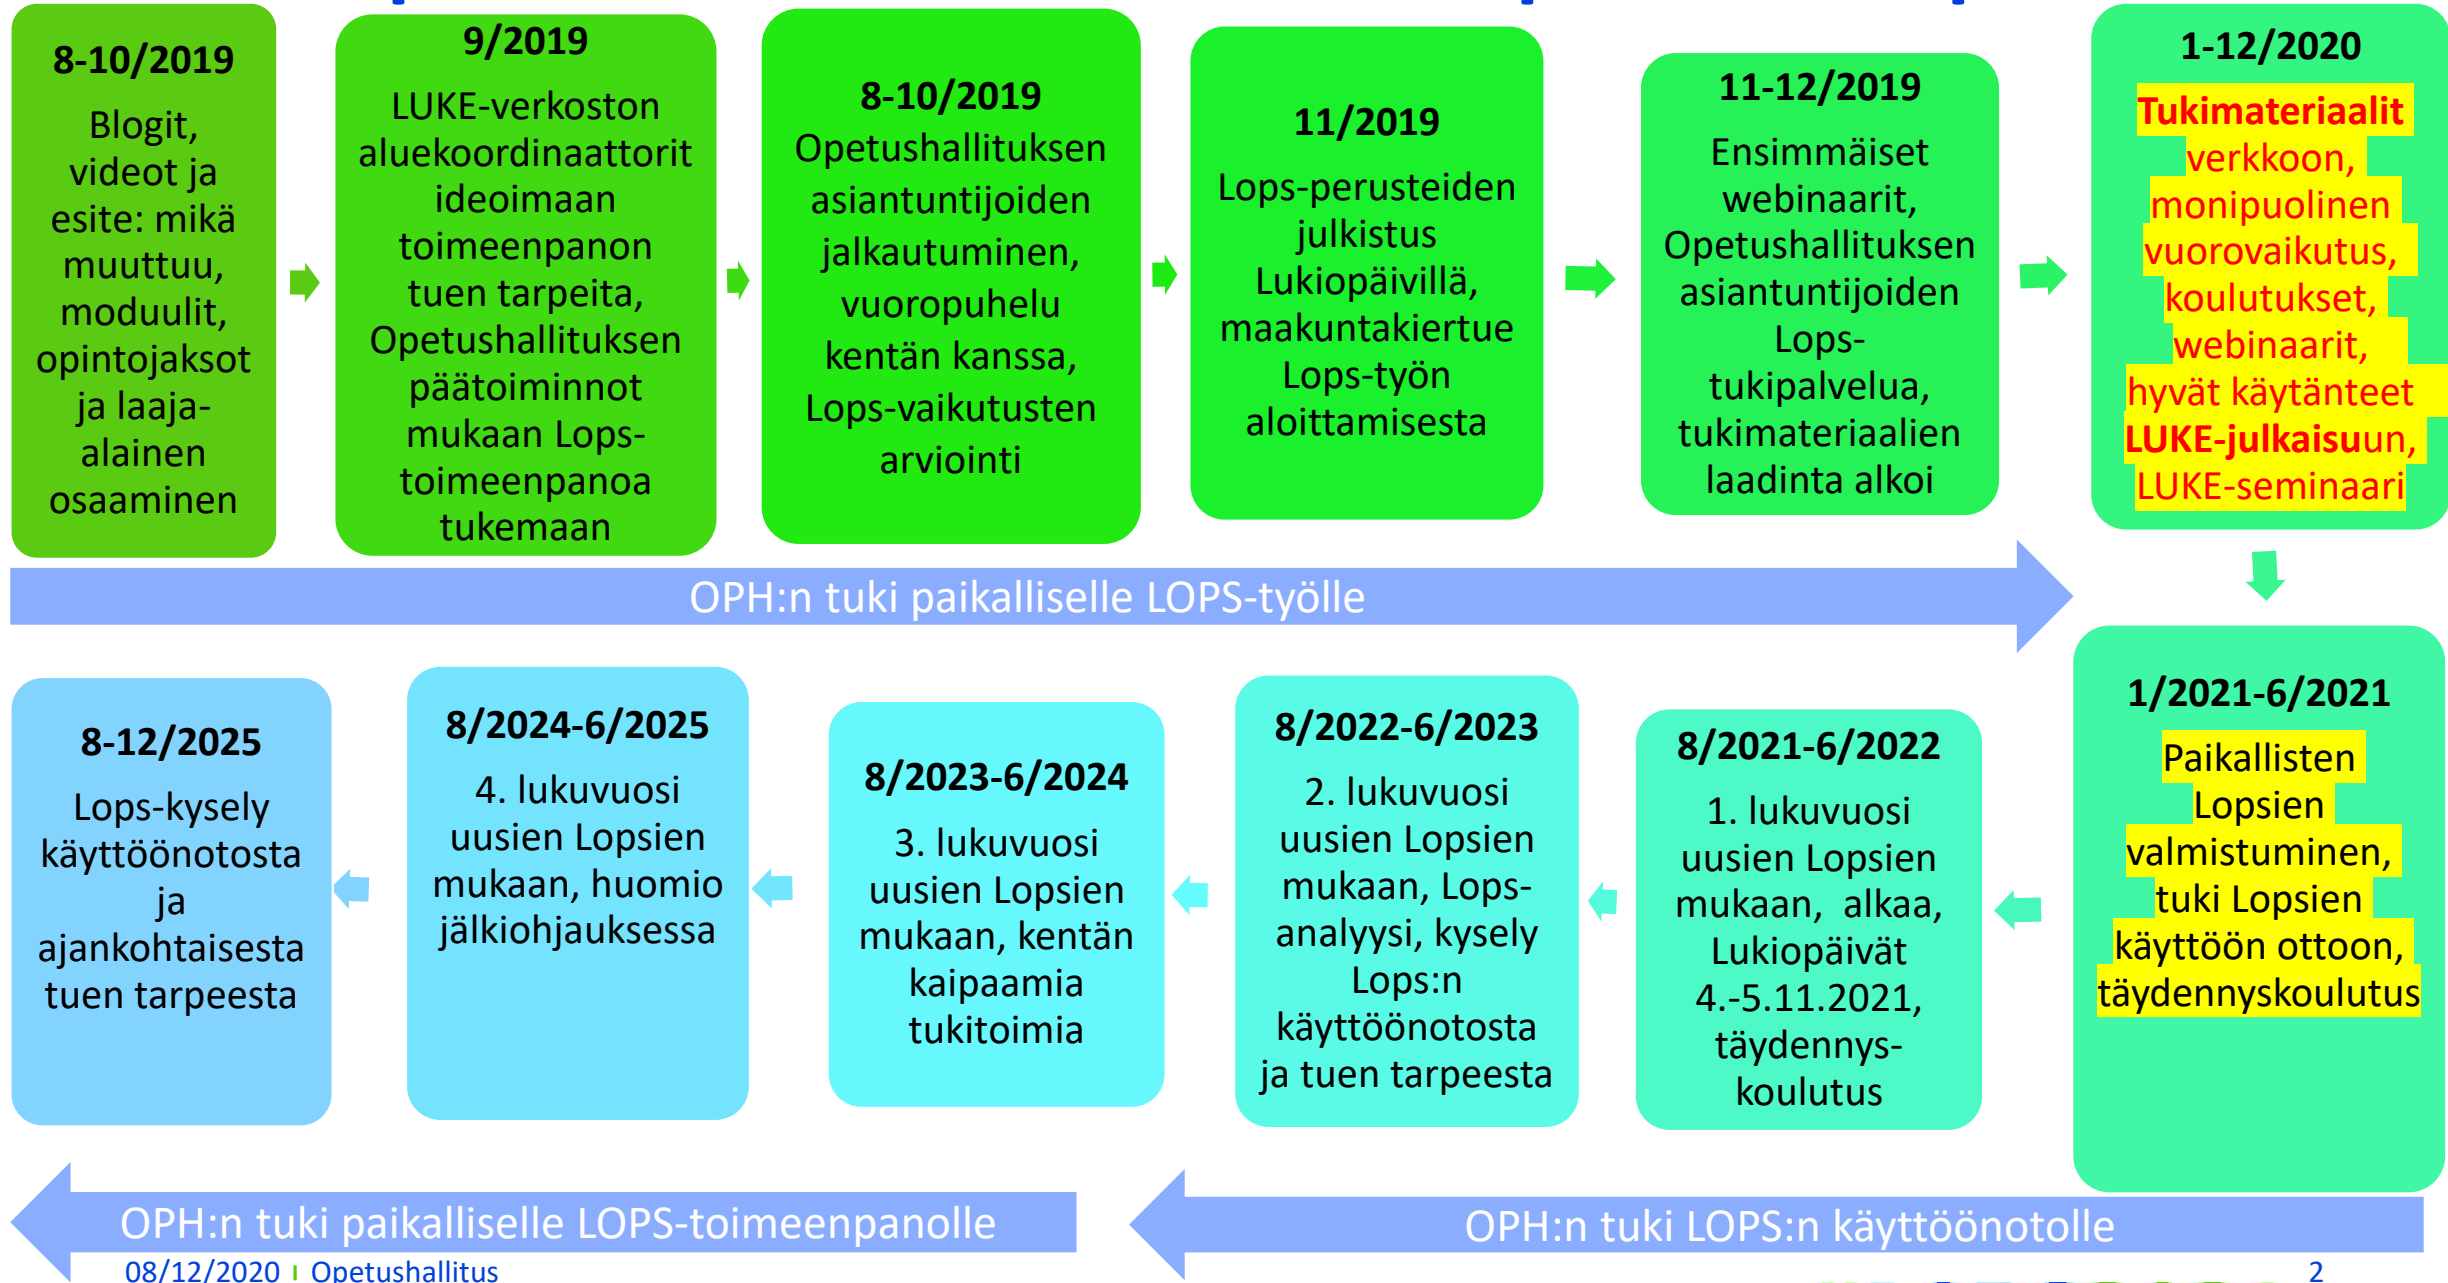 8-10/2019
Blogit,
videot ja
esite: mikä
muuttuu,
moduulit,
opintojaksot
ja laaja-
alainen
osaaminen
9/2019
LUKE-verkoston
aluekoordinaattorit
ideoimaan
toimeenpanon
tuen tarpeita,
Opetushallituksen
päätoiminnot
mukaan Lops-
toimeenpanoa
tukemaan
8-10/2019
Opetushallituksen
asiantuntijoiden
jalkautuminen,
vuoropuhelu
kentän kanssa,
Lops-vaikutusten
arviointi
11/2019
Lops-perusteiden
julkistus
Lukiopäivillä,
maakuntakiertue
Lops-työn
aloittamisesta
11-12/2019
Ensimmäiset
webinaarit,
Opetushallituksen
asiantuntijoiden
Lops-
tukipalvelua,
tukimateriaalien
laadinta alkoi
1-12/2020
Tukimateriaalit
verkkoon,
monipuolinen
vuorovaikutus,
koulutukset,
webinaarit,
hyvät käytänteet
LUKE-julkaisuun,
LUKE-seminaari
OPH:n tuki paikalliselle LOPS-työlle
1/2021-6/2021
Paikallisten
Lopsien
valmistuminen,
tuki Lopsien
käyttöön ottoon,
täydennyskoulutus
8/2021-6/2022
1. lukuvuosi
uusien Lopsien
mukaan, alkaa,
Lukiopäivät
4.-5.11.2021,
täydennys-
koulutus
8/2022-6/2023
2. lukuvuosi
uusien Lopsien
mukaan, Lops-
analyysi, kysely
Lops:n
käyttöönotosta
ja tuen tarpeesta
8/2023-6/2024
3. lukuvuosi
uusien Lopsien
mukaan, kentän
kaipaamia
tukitoimia
8/2024-6/2025
4. lukuvuosi
uusien Lopsien
mukaan, huomio
jälkiohjauksessa
8-12/2025
Lops-kysely
käyttöönotosta
ja
ajankohtaisesta
tuen tarpeesta
OPH:n tuki LOPS:n käyttöönotolle
OPH:n tuki paikalliselle LOPS-toimeenpanolle
08/12/2020 Opetushallitus
2